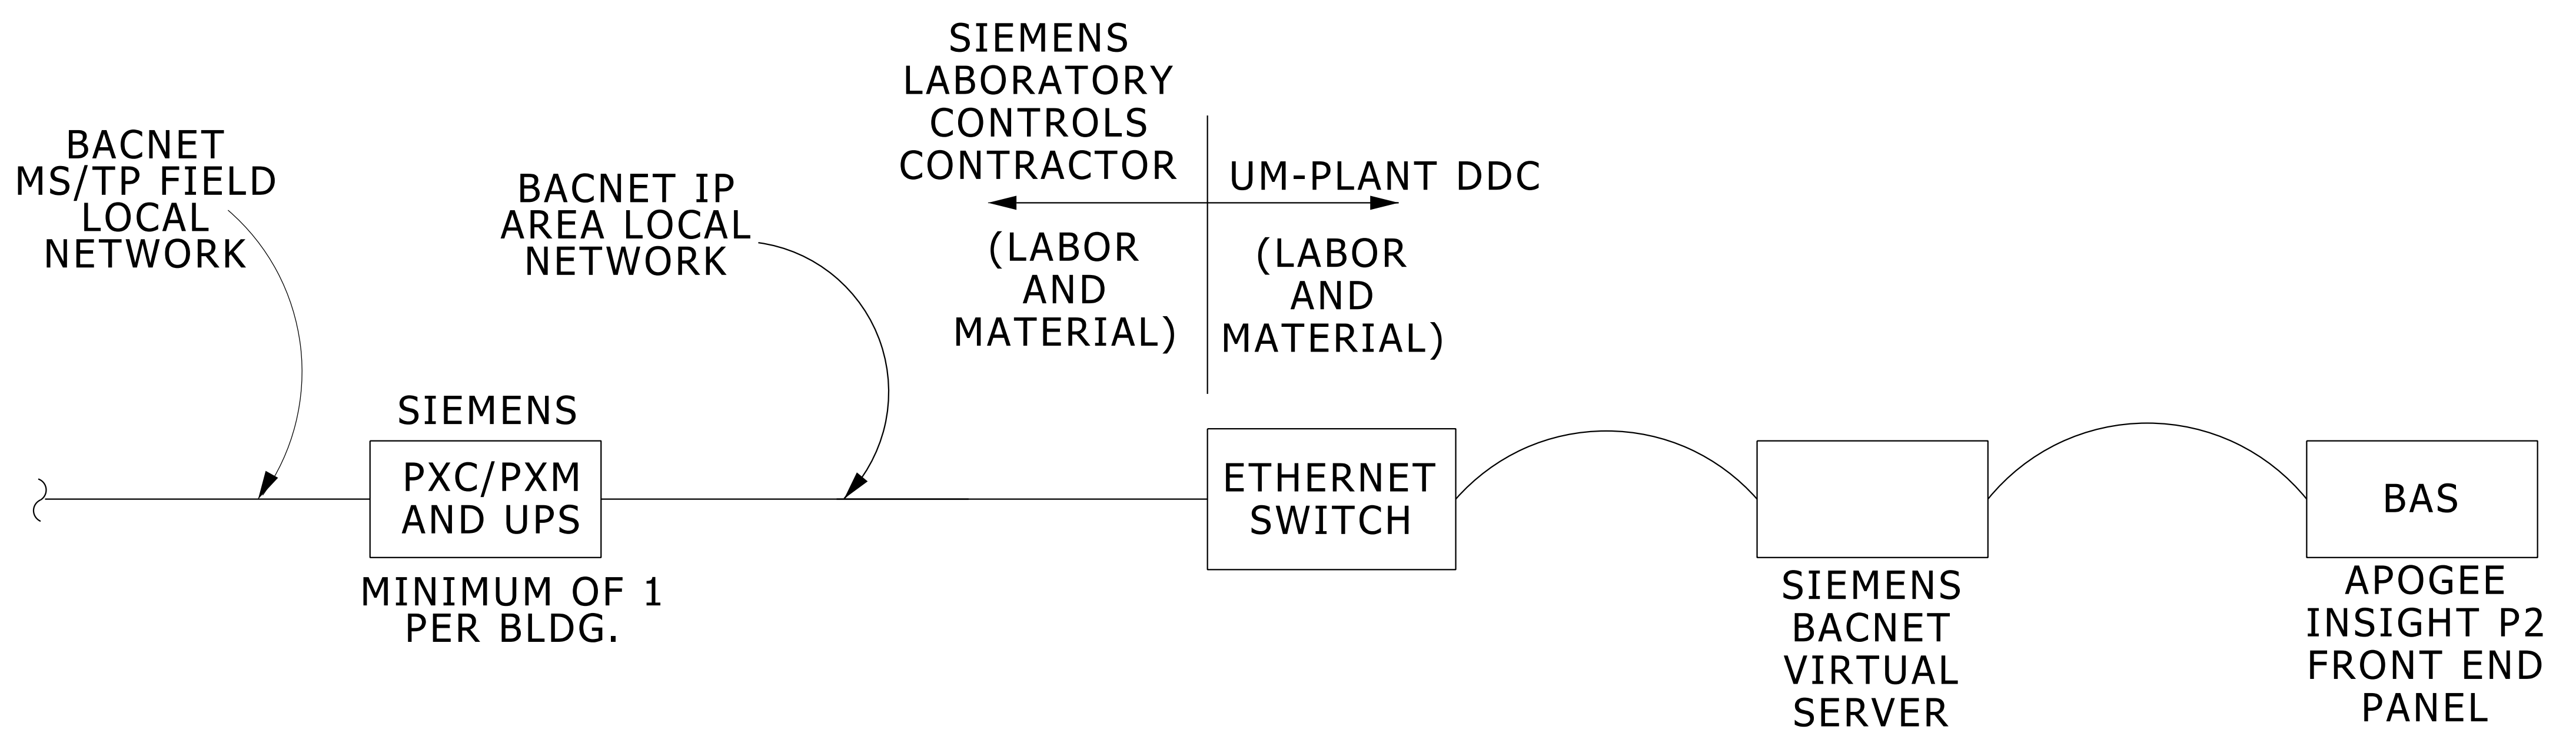 BACNET
MS/TP FIELD
LOCAL
NETWORK
BACNET IP
AREA LOCAL
NETWORK
SIEMENS
LABORATORY
CONTROLS
CONTRACTOR
(LABOR
AND
MATERIAL)
UM-PLANT DDC
(LABOR
AND
MATERIAL)
SIEMENS
PXC/PXM
AND UPS
MINIMUM OF 1
PER BLDG.
ETHERNET
SWITCH
SIEMENS
BACNET
VIRTUAL
SERVER
BAS
APOGEE
INSIGHT P2
FRONT END
PANEL